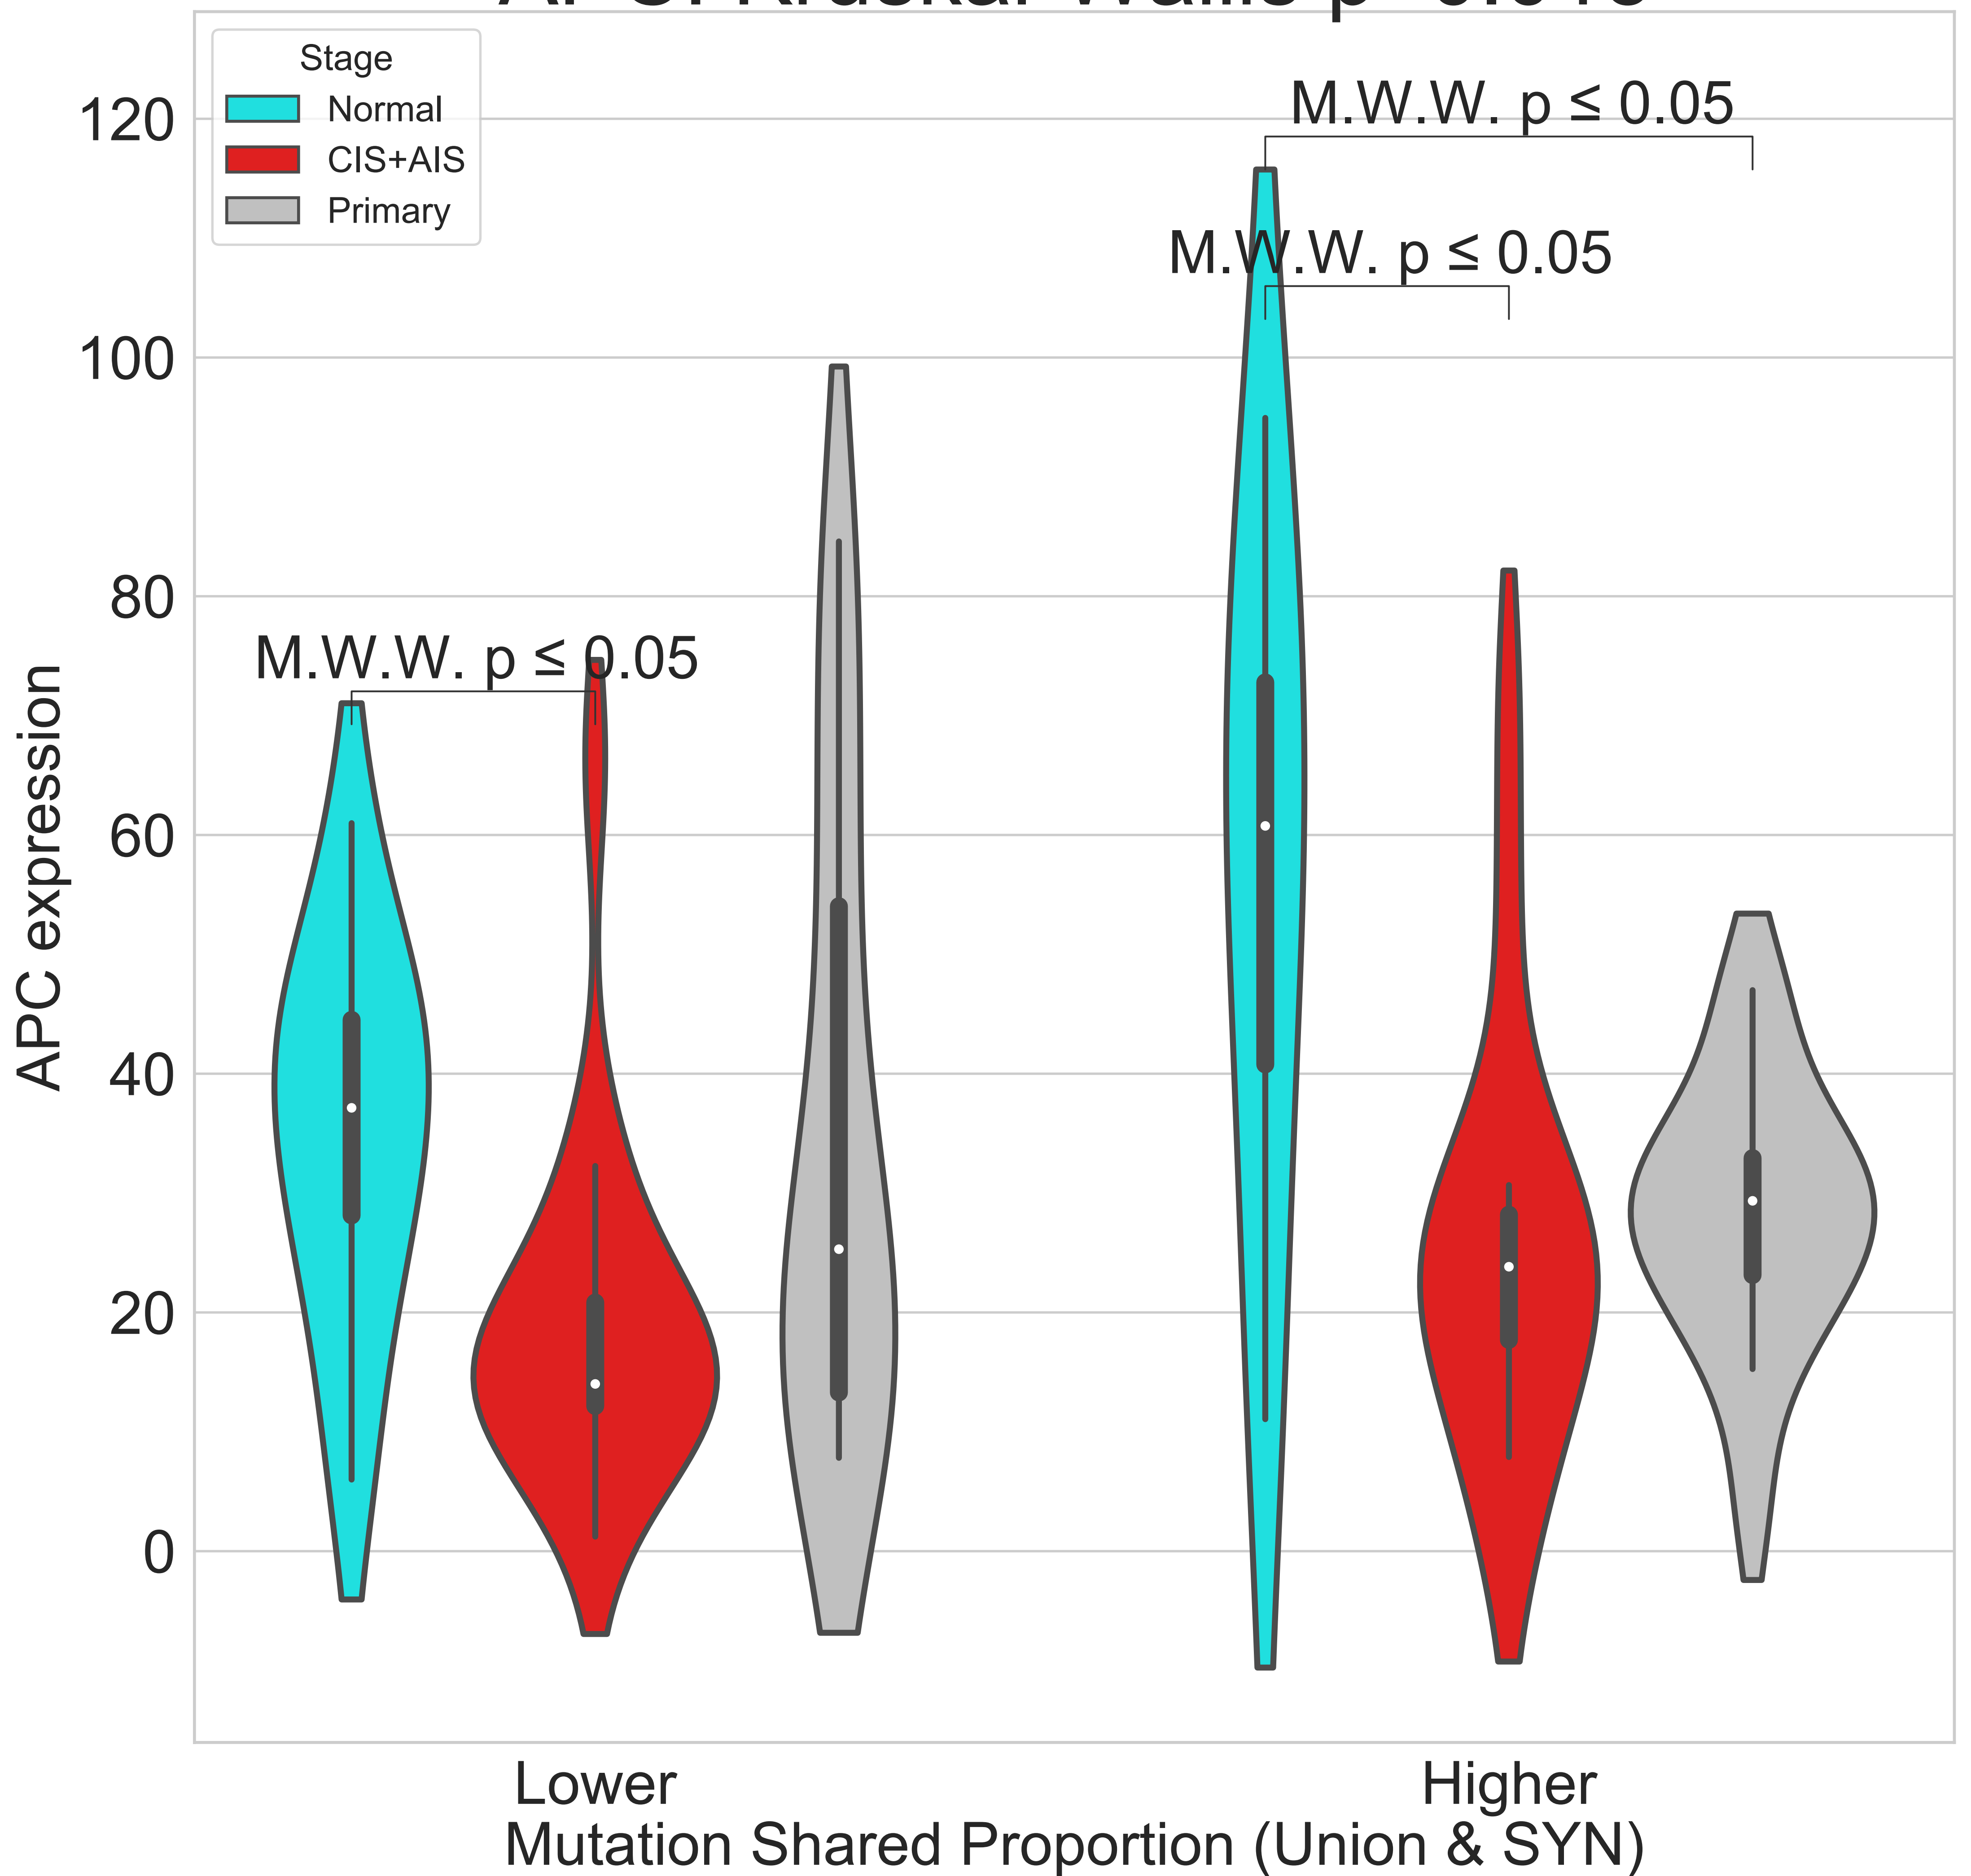 Stage
Normal
CIS+AIS
Primary
M.W.W. p ≤ 0.05
M.W.W. p ≤ 0.05
M.W.W. p ≤ 0.05
120
100
80
60
40
20
0
APC expression
Lower
Higher
Mutation Shared Proportion (Union & SYN)